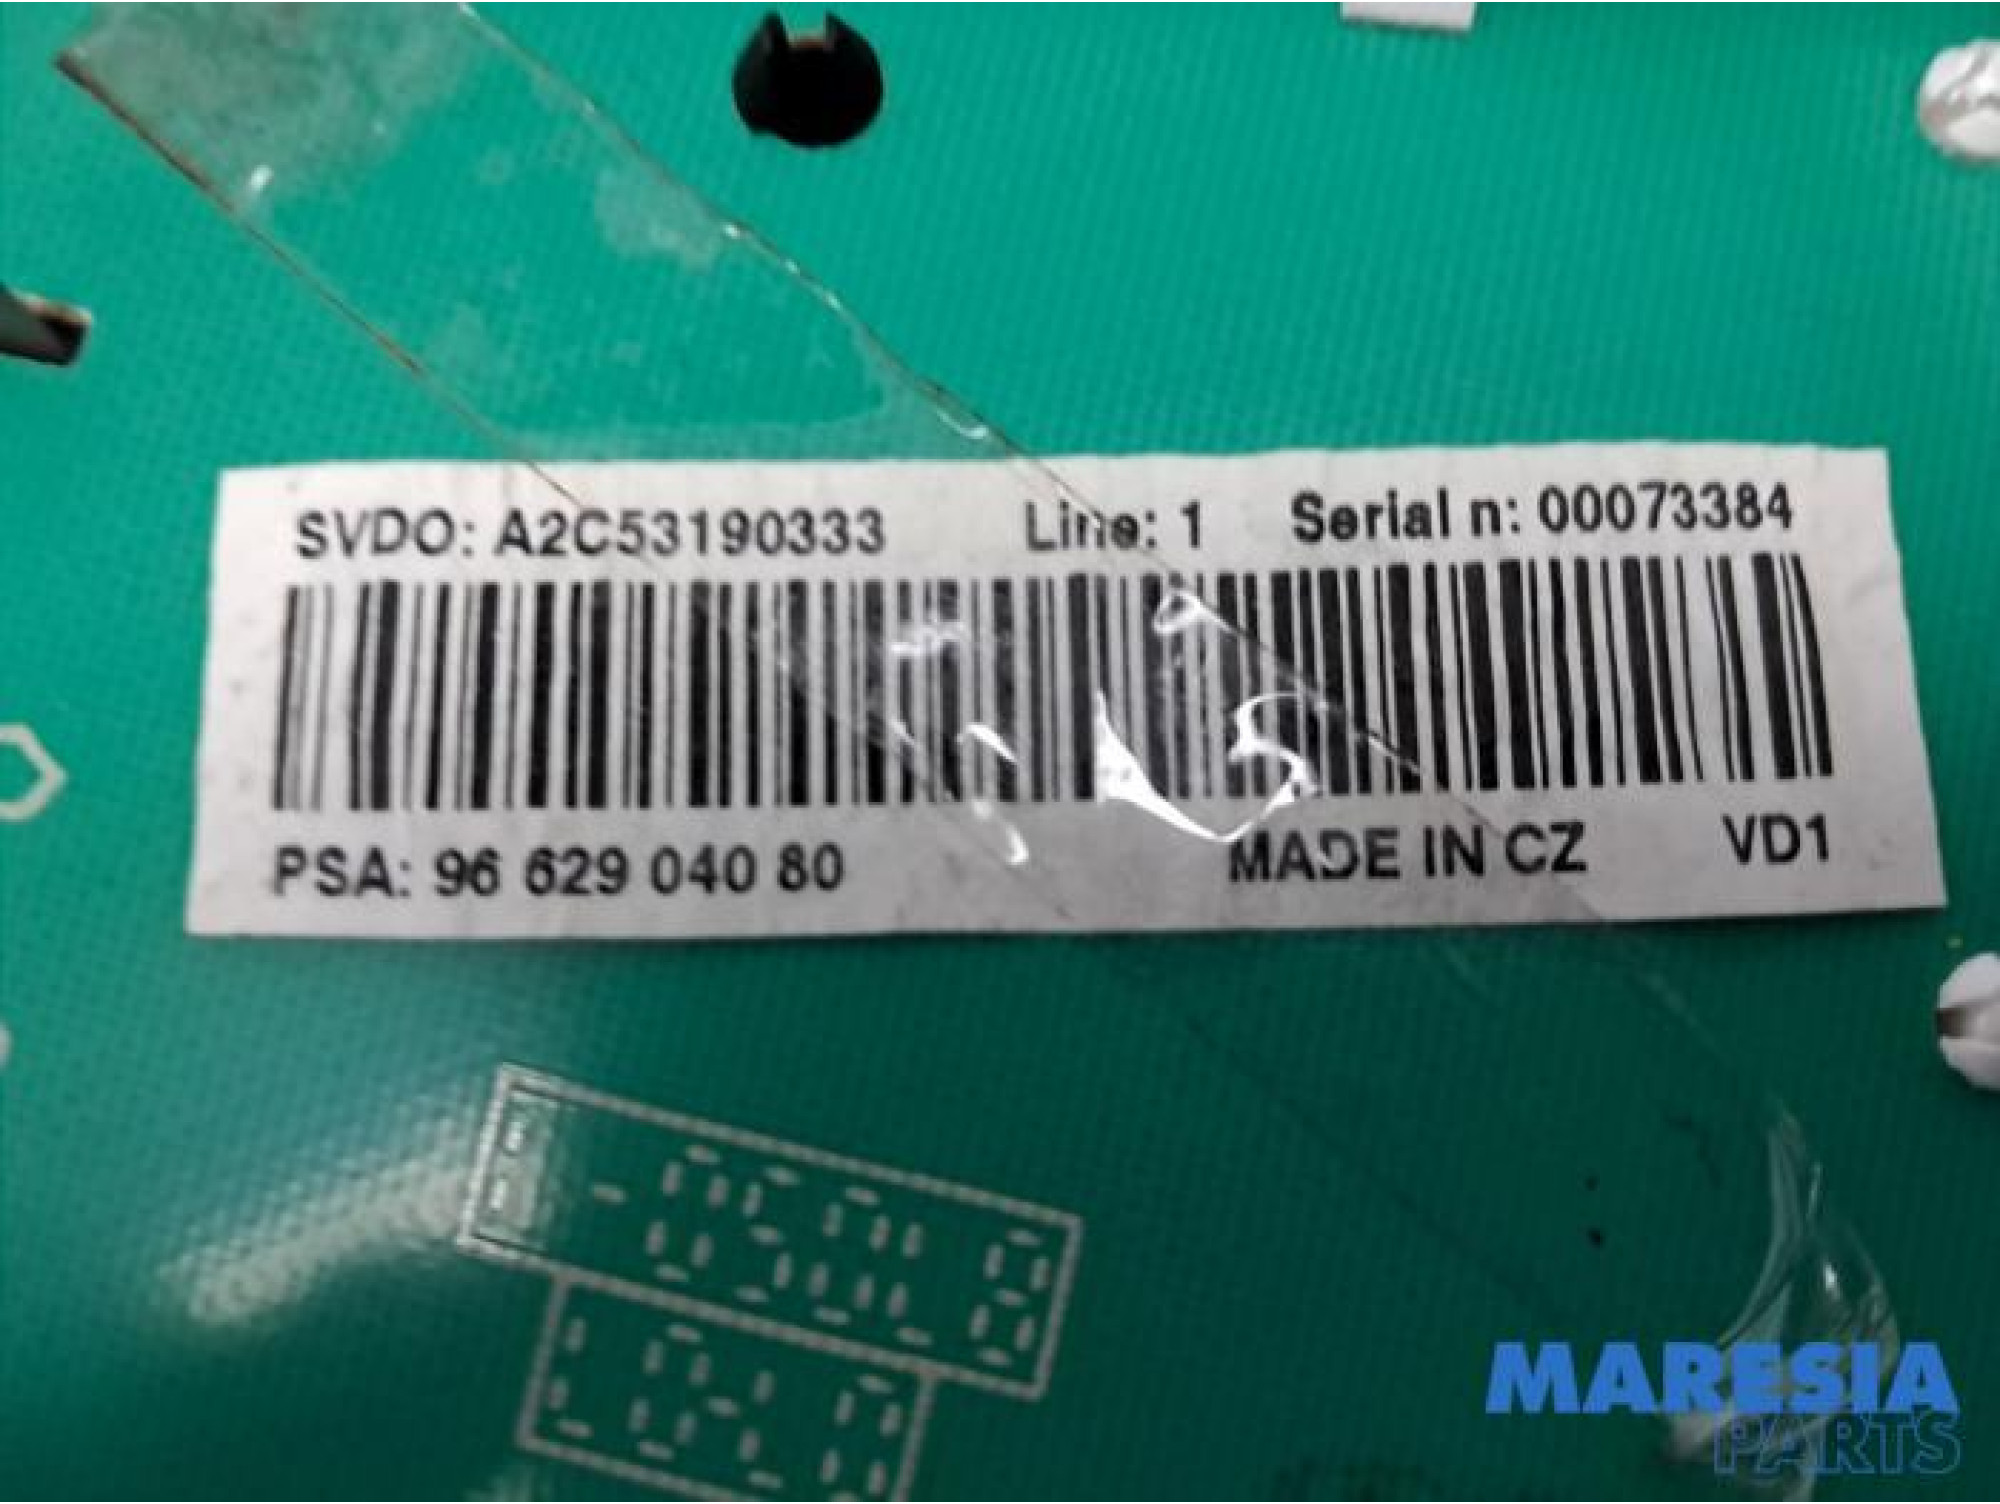 SVDO: A2C53190333 Line: 1 Serial n: 00073384
PSA: 96 629 040 80 MADE IN CZ VD1
MARESIA
PARTS